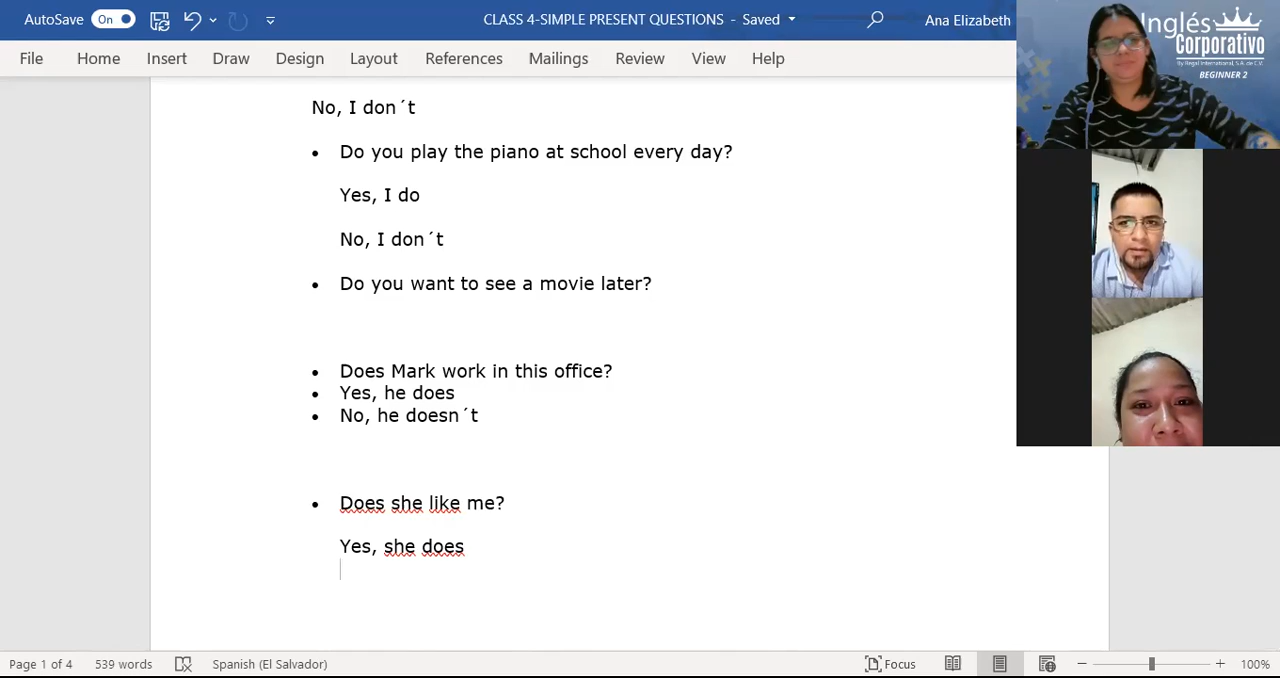 AutoSave On CLASS 4-SIMPLE PRESENT QUESTIONS - Saved Ana Elizabeth
File Home Insert Draw Design Layout References Mailings Review View Help
Inglés
Corporativo
By Regal International, S.A. de C.V.
BEGINNER 2
No, I don´t
• Do you play the piano at school every day?
Yes, I do
No, I don´t
• Do you want to see a movie later?
• Does Mark work in this office?
• Yes, he does
• No, he doesn´t
• Does she like me?
Yes, she does
Page 1 of 4 539 words Spanish (El Salvador) Focus 100%